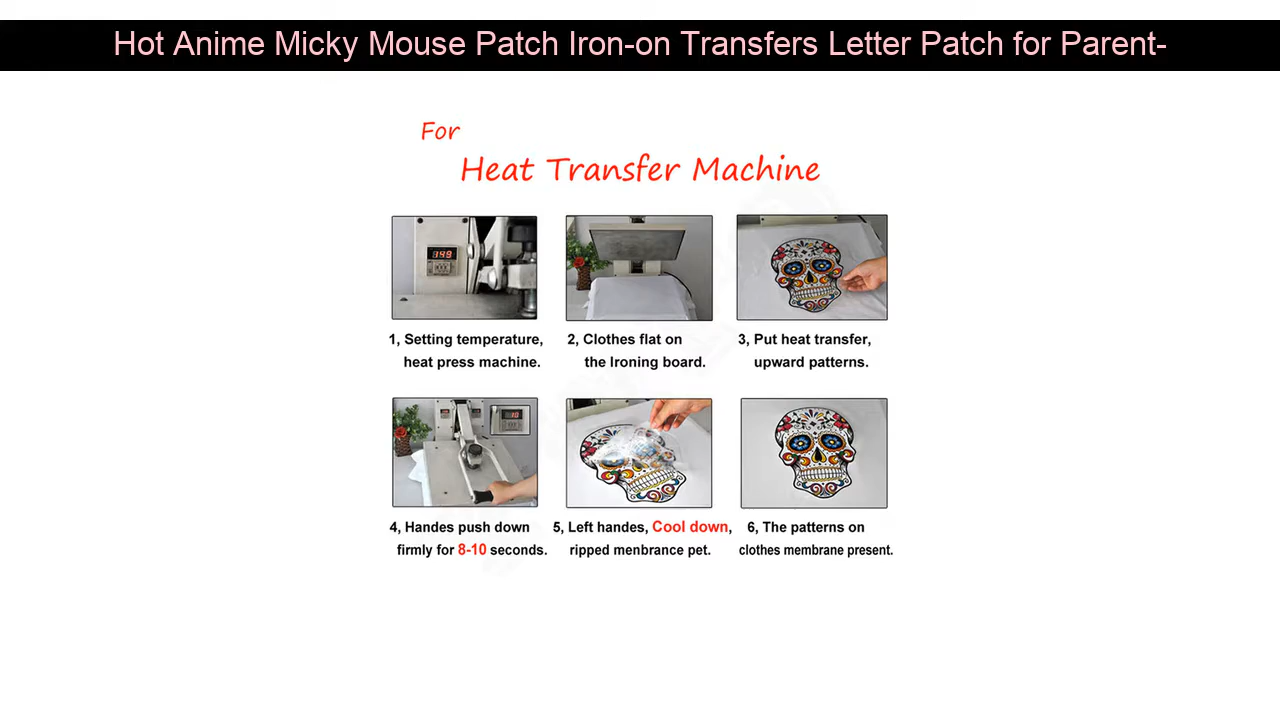 Hot Anime Micky Mouse Patch Iron-on Transfers Letter Patch for Parent-
For
Heat Transfer Machine
149
1, Setting temperature,
heat press machine.
2, Clothes flat on
the Ironing board.
3, Put heat transfer,
upward patterns.
4, Handes push down
firmly for 8-10 seconds.
5, Left handes, Cool down,
ripped menbrance pet.
6, The patterns on
clothes membrane present.